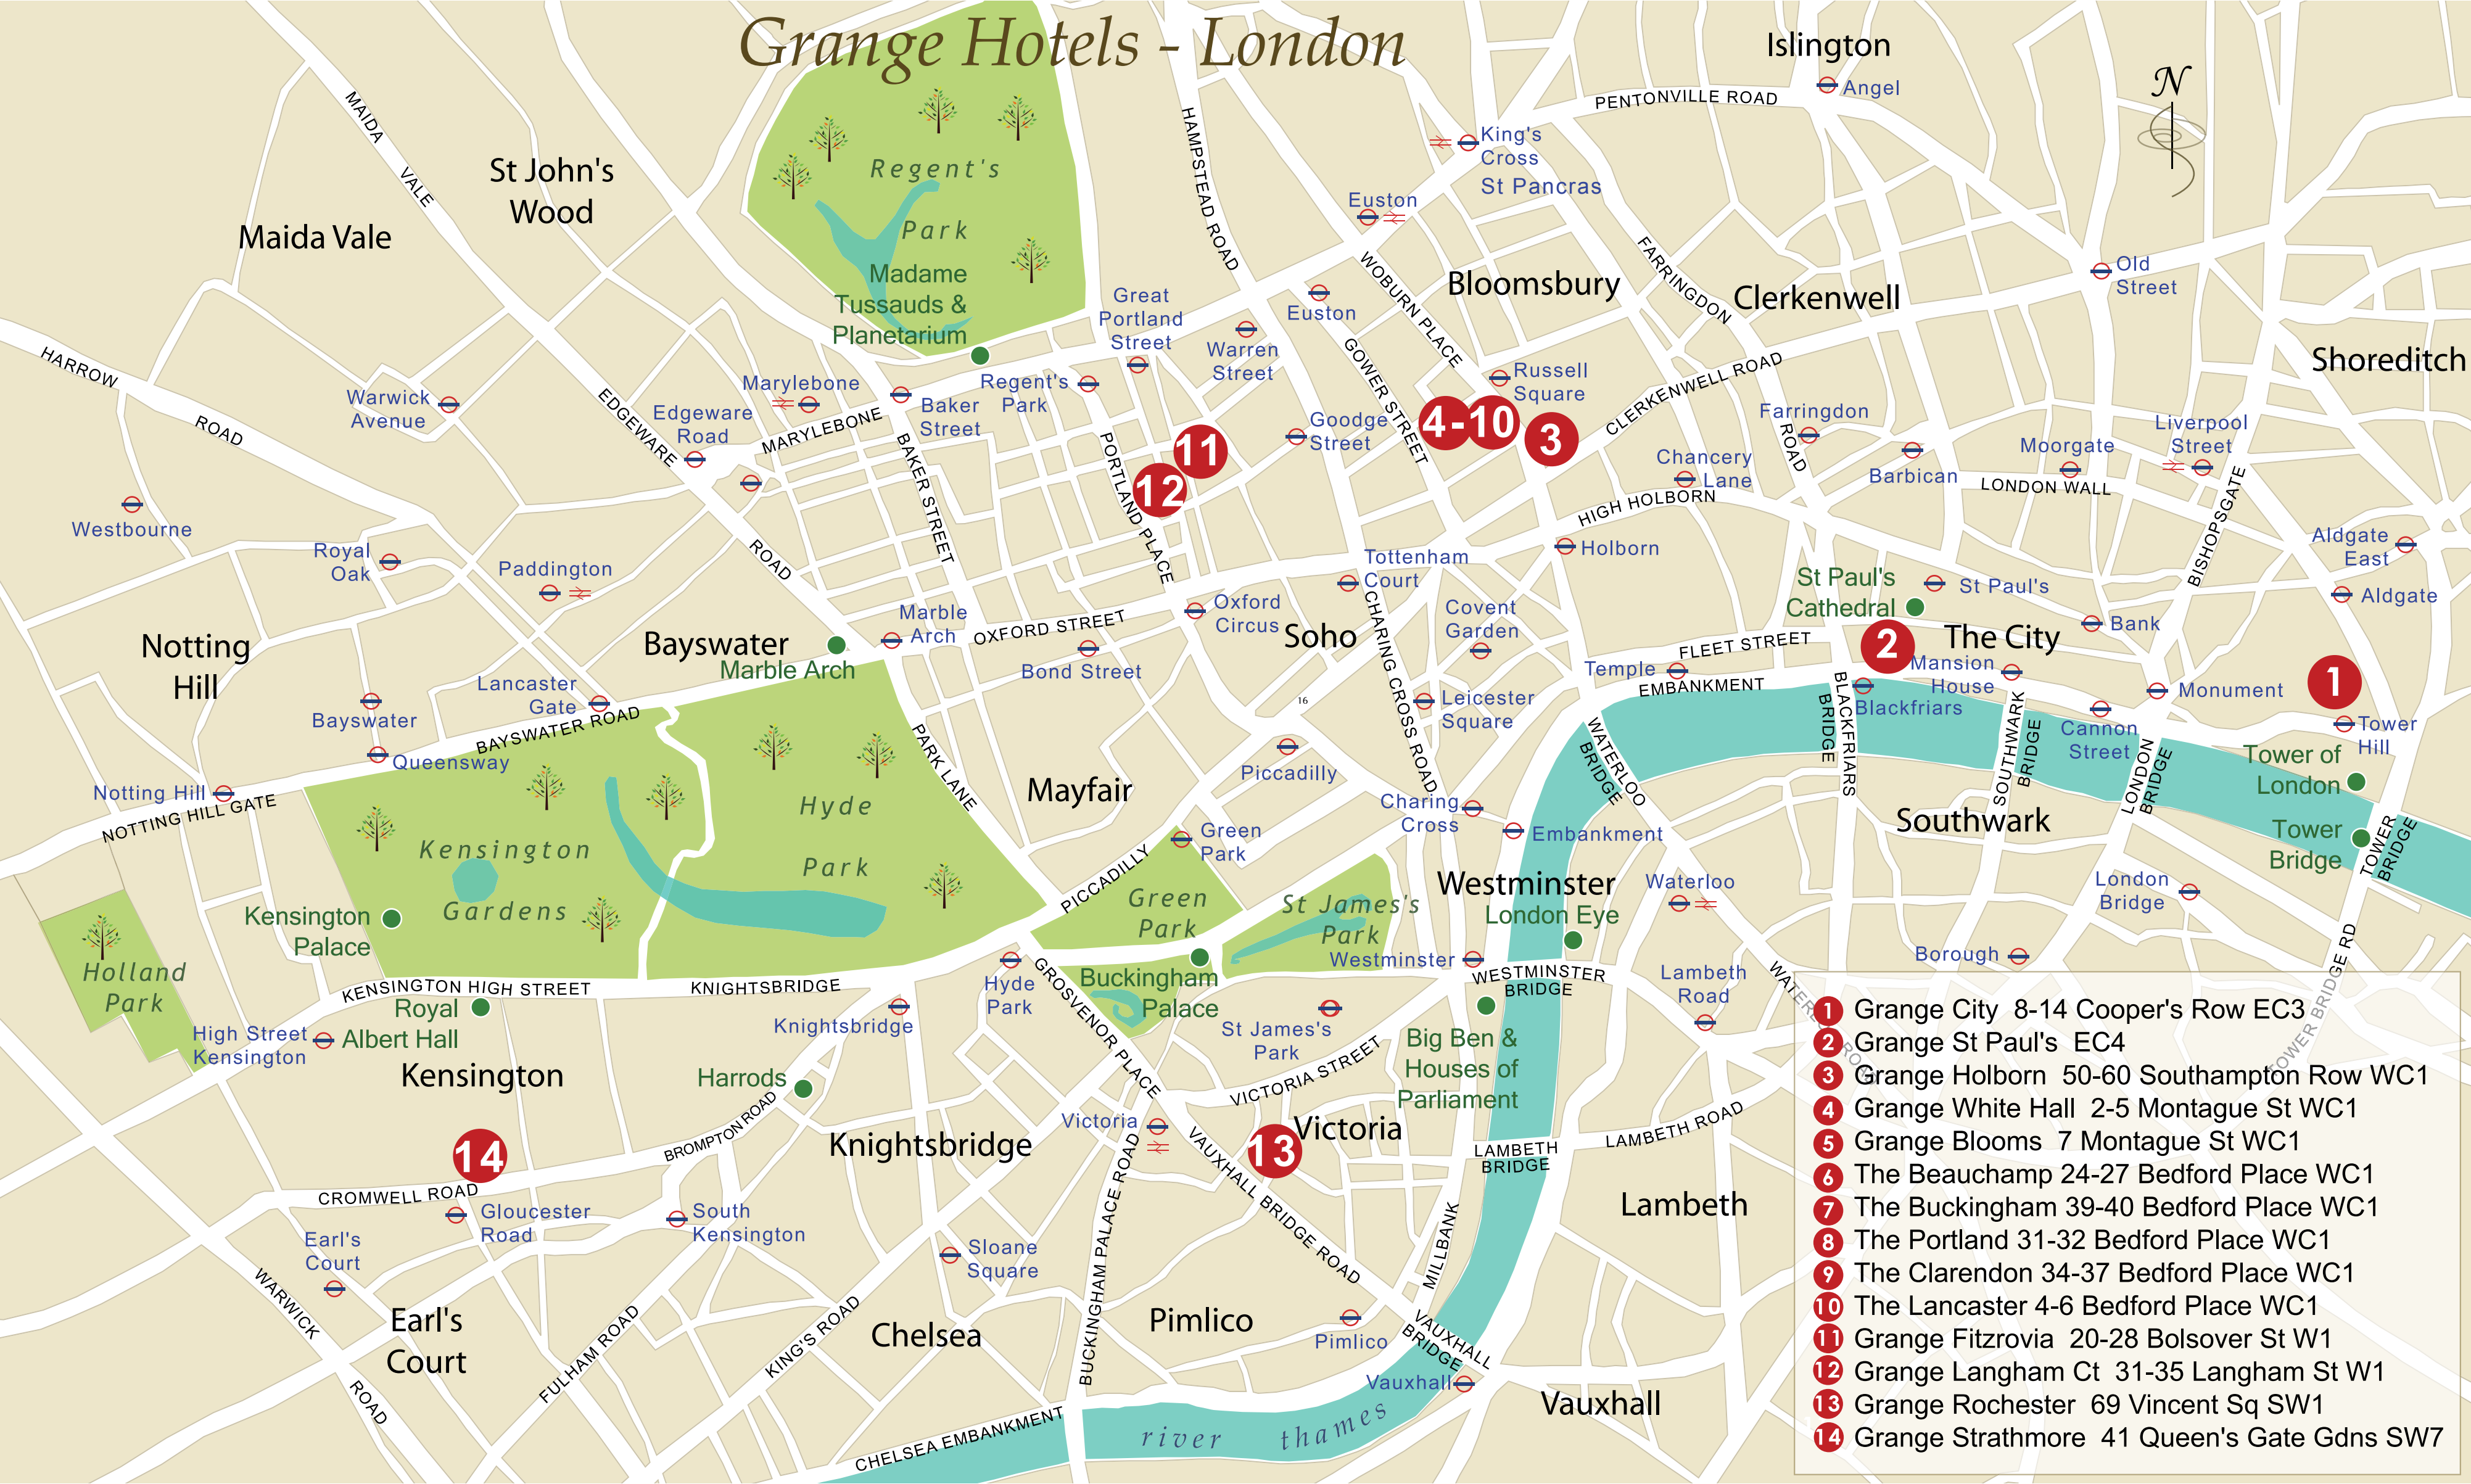 Grange Hotels - London
Islington
Angel
PENTONVILLE ROAD
N
MAIDA
VALE
St John's
Wood
Maida Vale
Regent's
Park
Madame
Tussauds &
Planetarium
HAMPSTEAD ROAD
King's
Cross
St Pancras
Euston
Euston
WOBURN PLACE
Bloomsbury
FARRINGDON
ROAD
Clerkenwell
Old
Street
Shoreditch
HARROW
ROAD
Warwick
Avenue
EDGEWARE
ROAD
Edgeware
Road
Marylebone
MARYLEBONE
Baker
Street
Regent's
Park
Great
Portland
Street
Warren
Street
GOWER STREET
Goodge
Street
Russell
Square
4-10
3
CLERKENWELL ROAD
Farringdon
Barbican
Moorgate
Liverpool
Street
LONDON WALL
BISHOPSGATE
11
12
PORTLAND PLACE
BAKER STREET
Chancery
Lane
HIGH HOLBORN
Holborn
Westbourne
Royal
Oak
Paddington
Aldgate
East
Aldgate
Tottenham
Court
St Paul's
Cathedral
St Paul's
Bank
Notting
Hill
Bayswater
Marble Arch
Marble
Arch
OXFORD STREET
Bond Street
Oxford
Circus
Soho
16
CHARING CROSS ROAD
Covent
Garden
Leicester
Square
Temple
FLEET STREET
EMBANKMENT
2
The City
Mansion
House
Monument
1
Tower
Hill
Blackfriars
BLACKFRIARS
BRIDGE
Cannon
Street
SOUTHWARK
BRIDGE
LONDON
BRIDGE
Tower of
London
Tower
Bridge
TOWER
BRIDGE
Lancaster
Gate
Bayswater
Queensway
BAYSWATER ROAD
Notting Hill
NOTTING HILL GATE
PARK LANE
Mayfair
Piccadilly
Hyde
Park
Kensington
Gardens
Kensington
Palace
Holland
Park
PICCADILLY
Green
Park
Green
Park
St James's
Park
Charing
Cross
Embankment
WATERLOO
BRIDGE
Southwark
Westminster
London Eye
Waterloo
London
Bridge
Borough
Westminster
WESTMINSTER
BRIDGE
Lambeth
Road
WATERLOO ROAD
TOWER BRIDGE RD
TOWER BRIDGE ROAD
KENSINGTON HIGH STREET
KNIGHTSBRIDGE
Royal
Albert Hall
High Street
Kensington
Kensington
Knightsbridge
Hyde
Park
GROSVENOR PLACE
Buckingham
Palace
St James's
Park
VICTORIA STREET
Big Ben &
Houses of
Parliament
Harrods
BROMPTON ROAD
Knightsbridge
Victoria
13
Victoria
VAUXHALL BRIDGE ROAD
LAMBETH
BRIDGE
LAMBETH ROAD
Lambeth
14
CROMWELL ROAD
Gloucester
Road
South
Kensington
Earl's
Court
Earl's
Court
WARWICK
ROAD
FULHAM ROAD
KING'S ROAD
Sloane
Square
Chelsea
BUCKINGHAM PALACE ROAD
Pimlico
Pimlico
MILLBANK
VAUXHALL
BRIDGE
Vauxhall
Vauxhall
CHELSEA EMBANKMENT
river thames
1 Grange City 8-14 Cooper's Row EC3
2 Grange St Paul's EC4
3 Grange Holborn 50-60 Southampton Row WC1
4 Grange White Hall 2-5 Montague St WC1
5 Grange Blooms 7 Montague St WC1
6 The Beauchamp 24-27 Bedford Place WC1
7 The Buckingham 39-40 Bedford Place WC1
8 The Portland 31-32 Bedford Place WC1
9 The Clarendon 34-37 Bedford Place WC1
10 The Lancaster 4-6 Bedford Place WC1
11 Grange Fitzrovia 20-28 Bolsover St W1
12 Grange Langham Ct 31-35 Langham St W1
13 Grange Rochester 69 Vincent Sq SW1
14 Grange Strathmore 41 Queen's Gate Gdns SW7